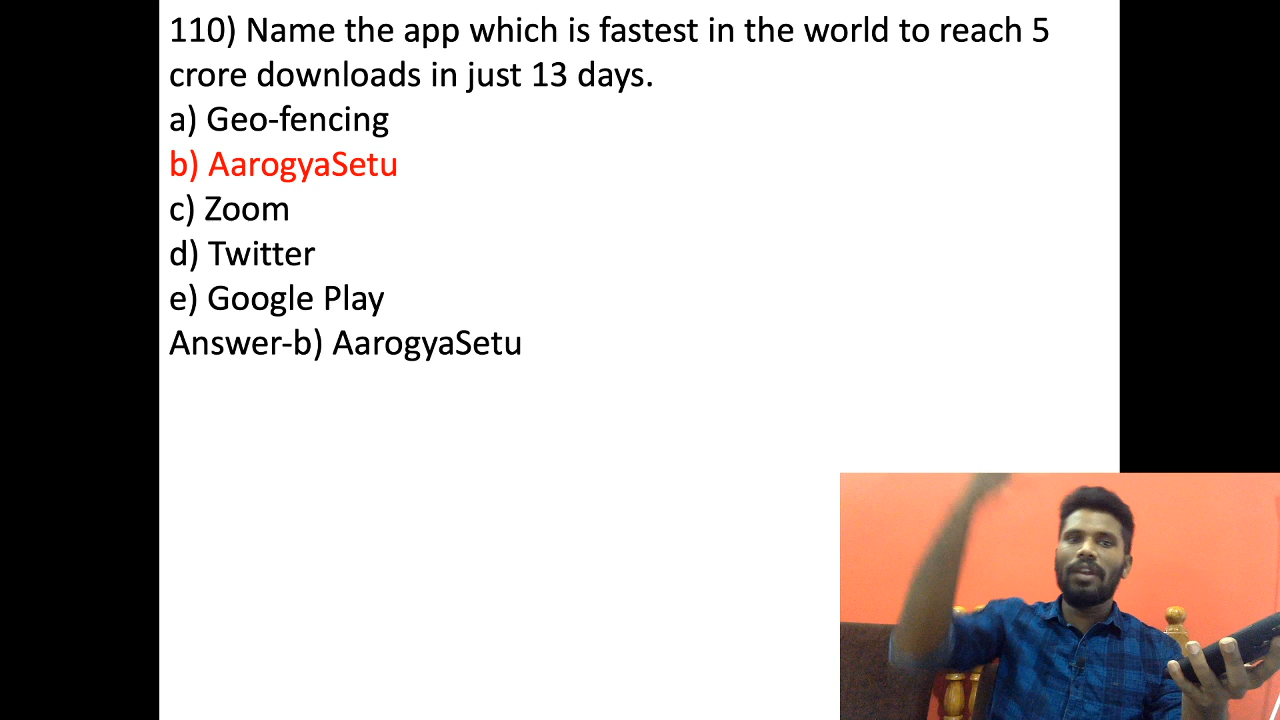 110) Name the app which is fastest in the world to reach 5
crore downloads in just 13 days.
a) Geo-fencing
b) AarogyaSetu
c) Zoom
d) Twitter
e) Google Play
Answer-b) AarogyaSetu